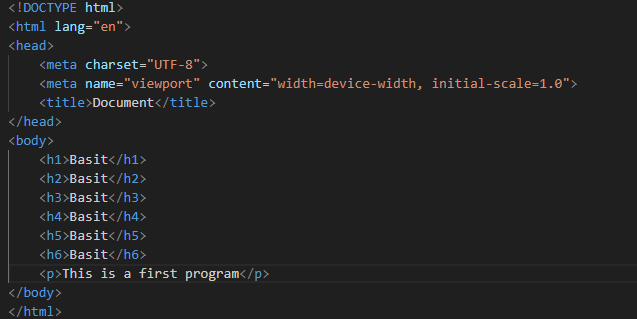 <!DOCTYPE html>
<html lang="en">
<head>
    <meta charset="UTF-8">
    <meta name="viewport" content="width=device-width, initial-scale=1.0">
    <title>Document</title>
</head>
<body>
    <h1>Basit</h1>
    <h2>Basit</h2>
    <h3>Basit</h3>
    <h4>Basit</h4>
    <h5>Basit</h5>
    <h6>Basit</h6>
    <p>This is a first program</p>
</body>
</html>